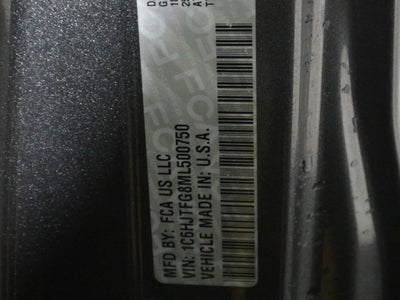 MFD BY: FCA US LLC
VIN: 1C6HJTFG8ML500750
VEHICLE MADE IN: U.S.A.